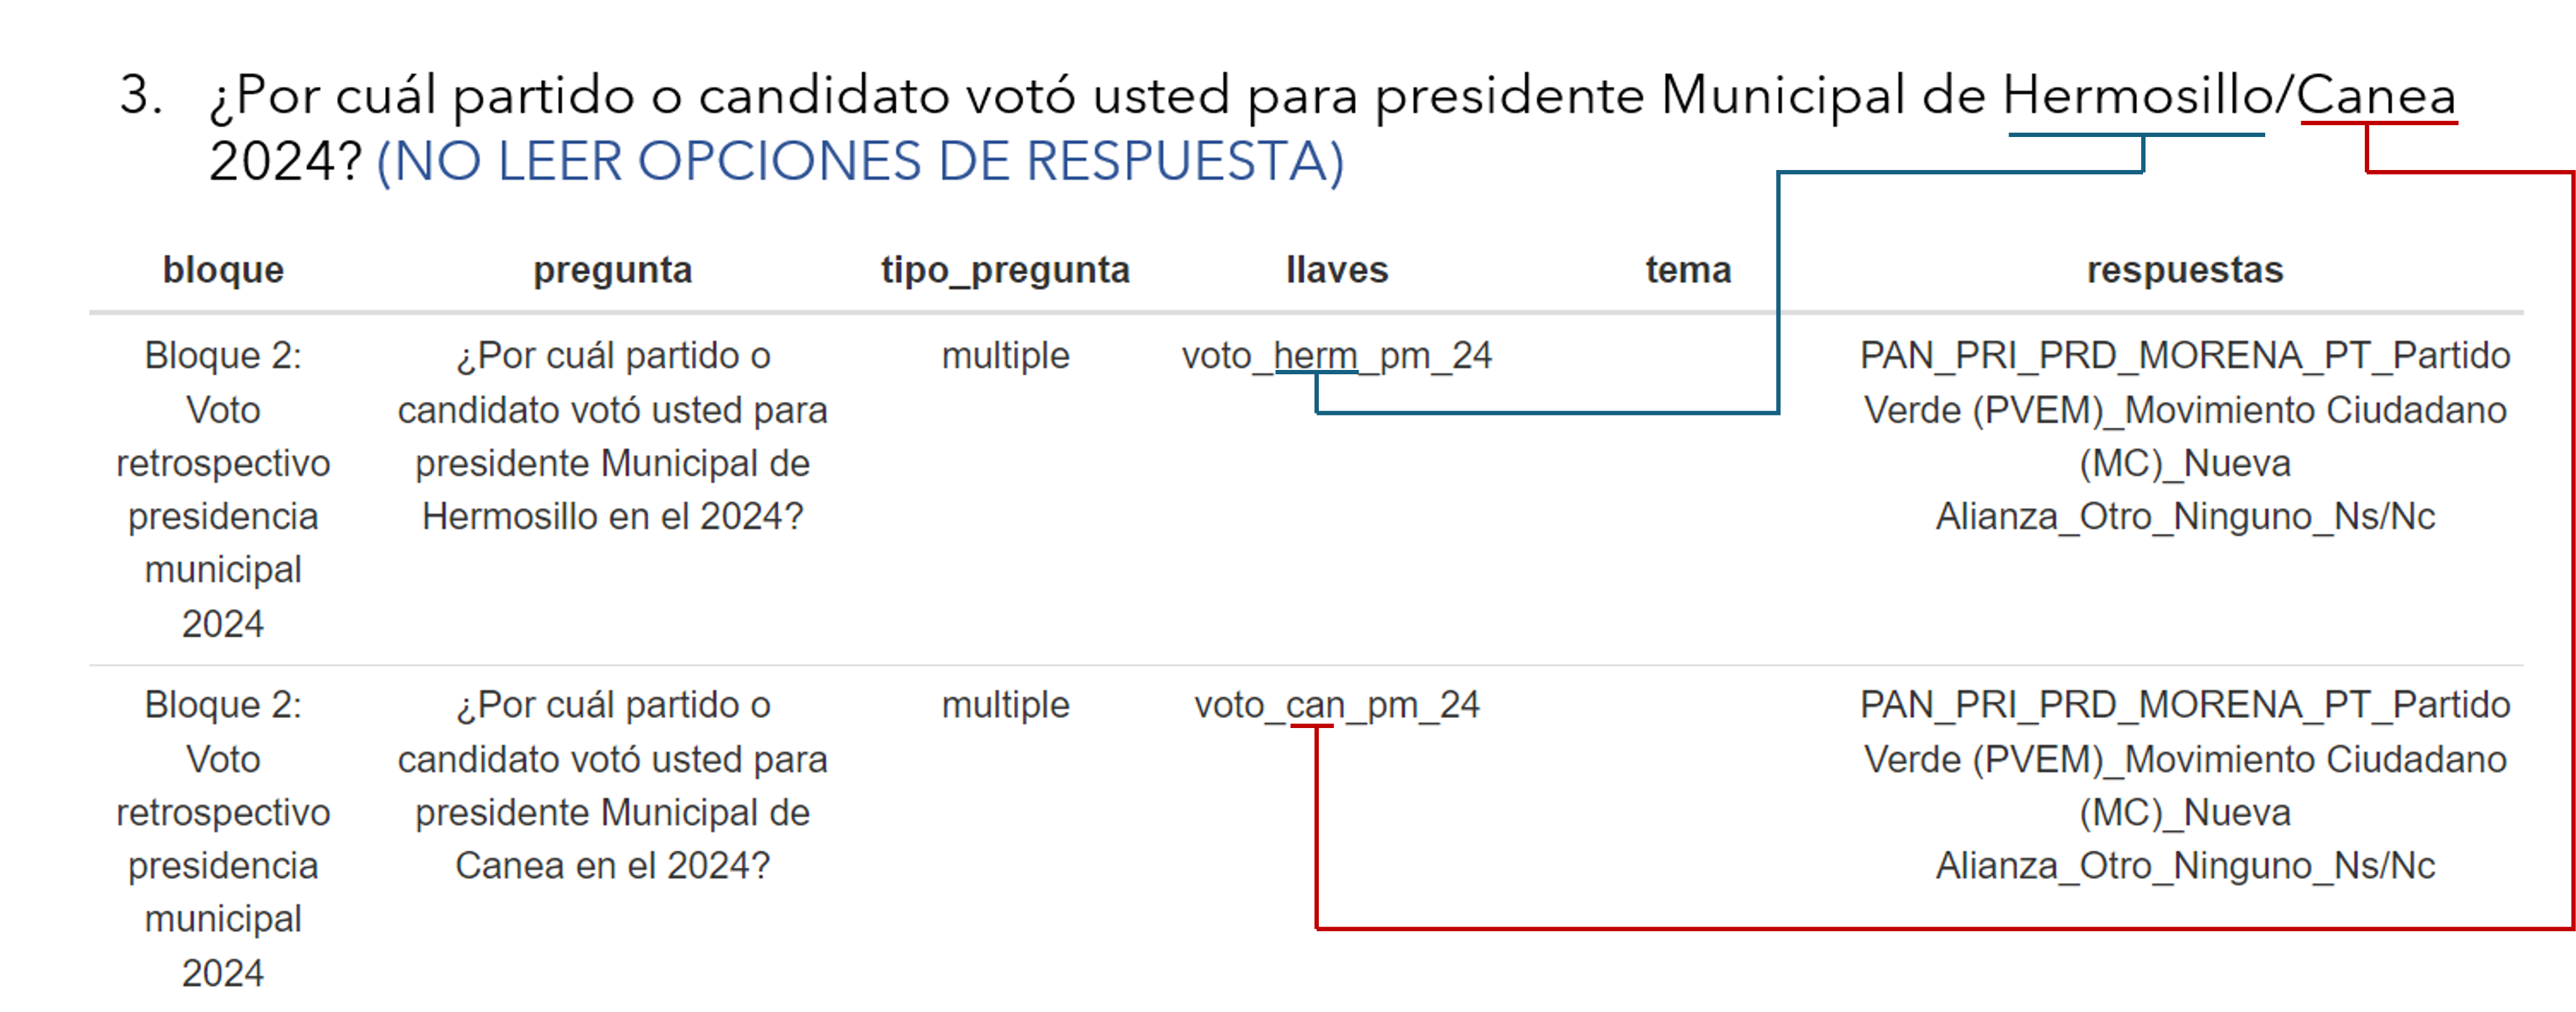 3. ¿Por cuál partido o candidato votó usted para presidente Municipal de Hermosillo/Canea
2024? (NO LEER OPCIONES DE RESPUESTA)
bloque pregunta tipo_pregunta llaves tema respuestas
Bloque 2: ¿Por cuál partido o multiple voto_herm_pm_24 PAN_PRI_PRD_MORENA_PT_Partido
Voto candidato votó usted para Verde (PVEM)_Movimiento Ciudadano
retrospectivo presidente Municipal de (MC)_Nueva
presidencia Hermosillo en el 2024? Alianza_Otro_Ninguno_Ns/Nc
municipal
2024
Bloque 2: ¿Por cuál partido o multiple voto_can_pm_24 PAN_PRI_PRD_MORENA_PT_Partido
Voto candidato votó usted para Verde (PVEM)_Movimiento Ciudadano
retrospectivo presidente Municipal de (MC)_Nueva
presidencia Canea en el 2024? Alianza_Otro_Ninguno_Ns/Nc
municipal
2024